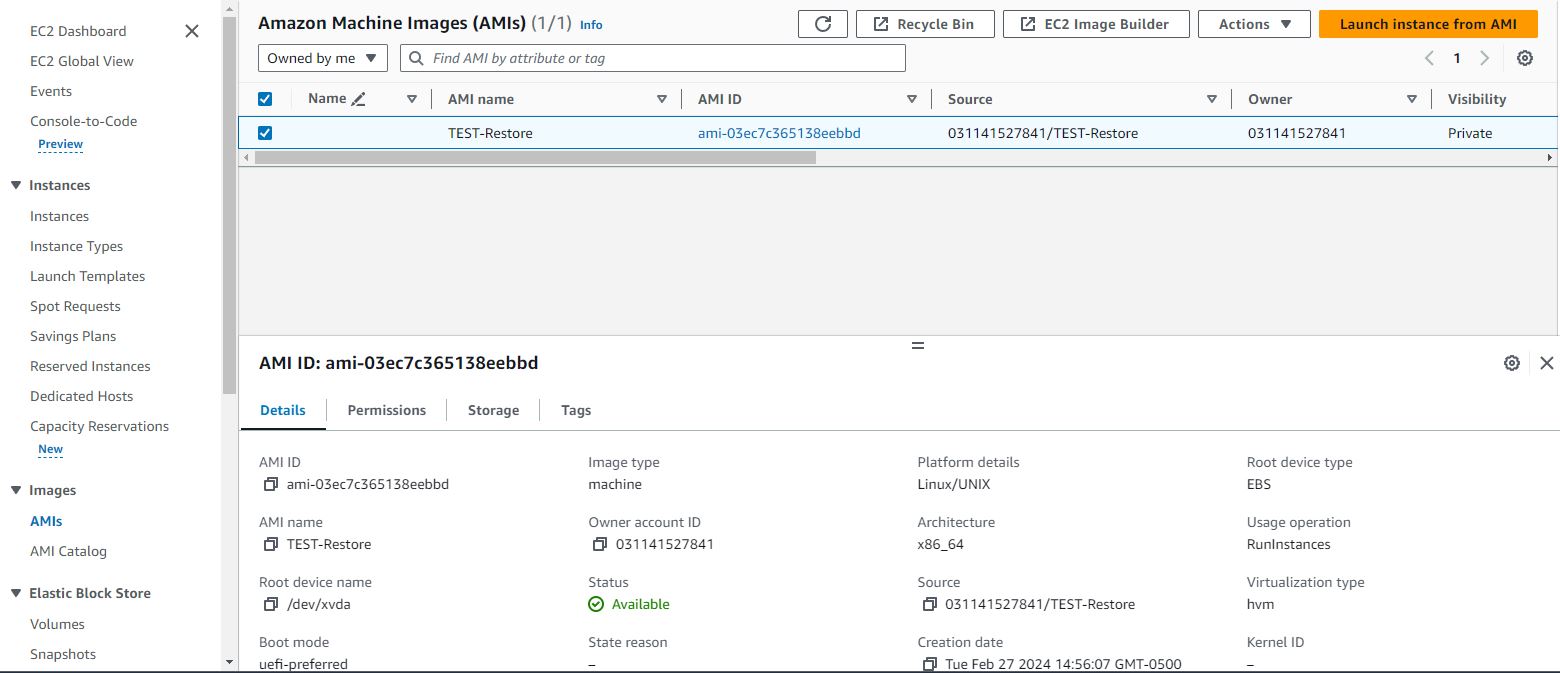 EC2 Dashboard
EC2 Global View
Events
Console-to-Code
Preview
Instances
Instances
Instance Types
Launch Templates
Spot Requests
Savings Plans
Reserved Instances
Dedicated Hosts
Capacity Reservations
New
Images
AMIs
AMI Catalog
Elastic Block Store
Volumes
Snapshots
Amazon Machine Images (AMIs) (1/1) Info
Recycle Bin
EC2 Image Builder
Actions
Launch instance from AMI
Owned by me
Find AMI by attribute or tag
1
Name AMI name AMI ID Source Owner Visibility
TEST-Restore ami-03ec7c365138eebbd 031141527841/TEST-Restore 031141527841 Private
AMI ID: ami-03ec7c365138eebbd
Details Permissions Storage Tags
AMI ID Image type Platform details Root device type
ami-03ec7c365138eebbd machine Linux/UNIX EBS
AMI name Owner account ID Architecture Usage operation
TEST-Restore 031141527841 x86_64 RunInstances
Root device name Status Source Virtualization type
/dev/xvda Available 031141527841/TEST-Restore hvm
Boot mode State reason Creation date Kernel ID
uefi-preferred – Tue Feb 27 2024 14:56:07 GMT-0500 –